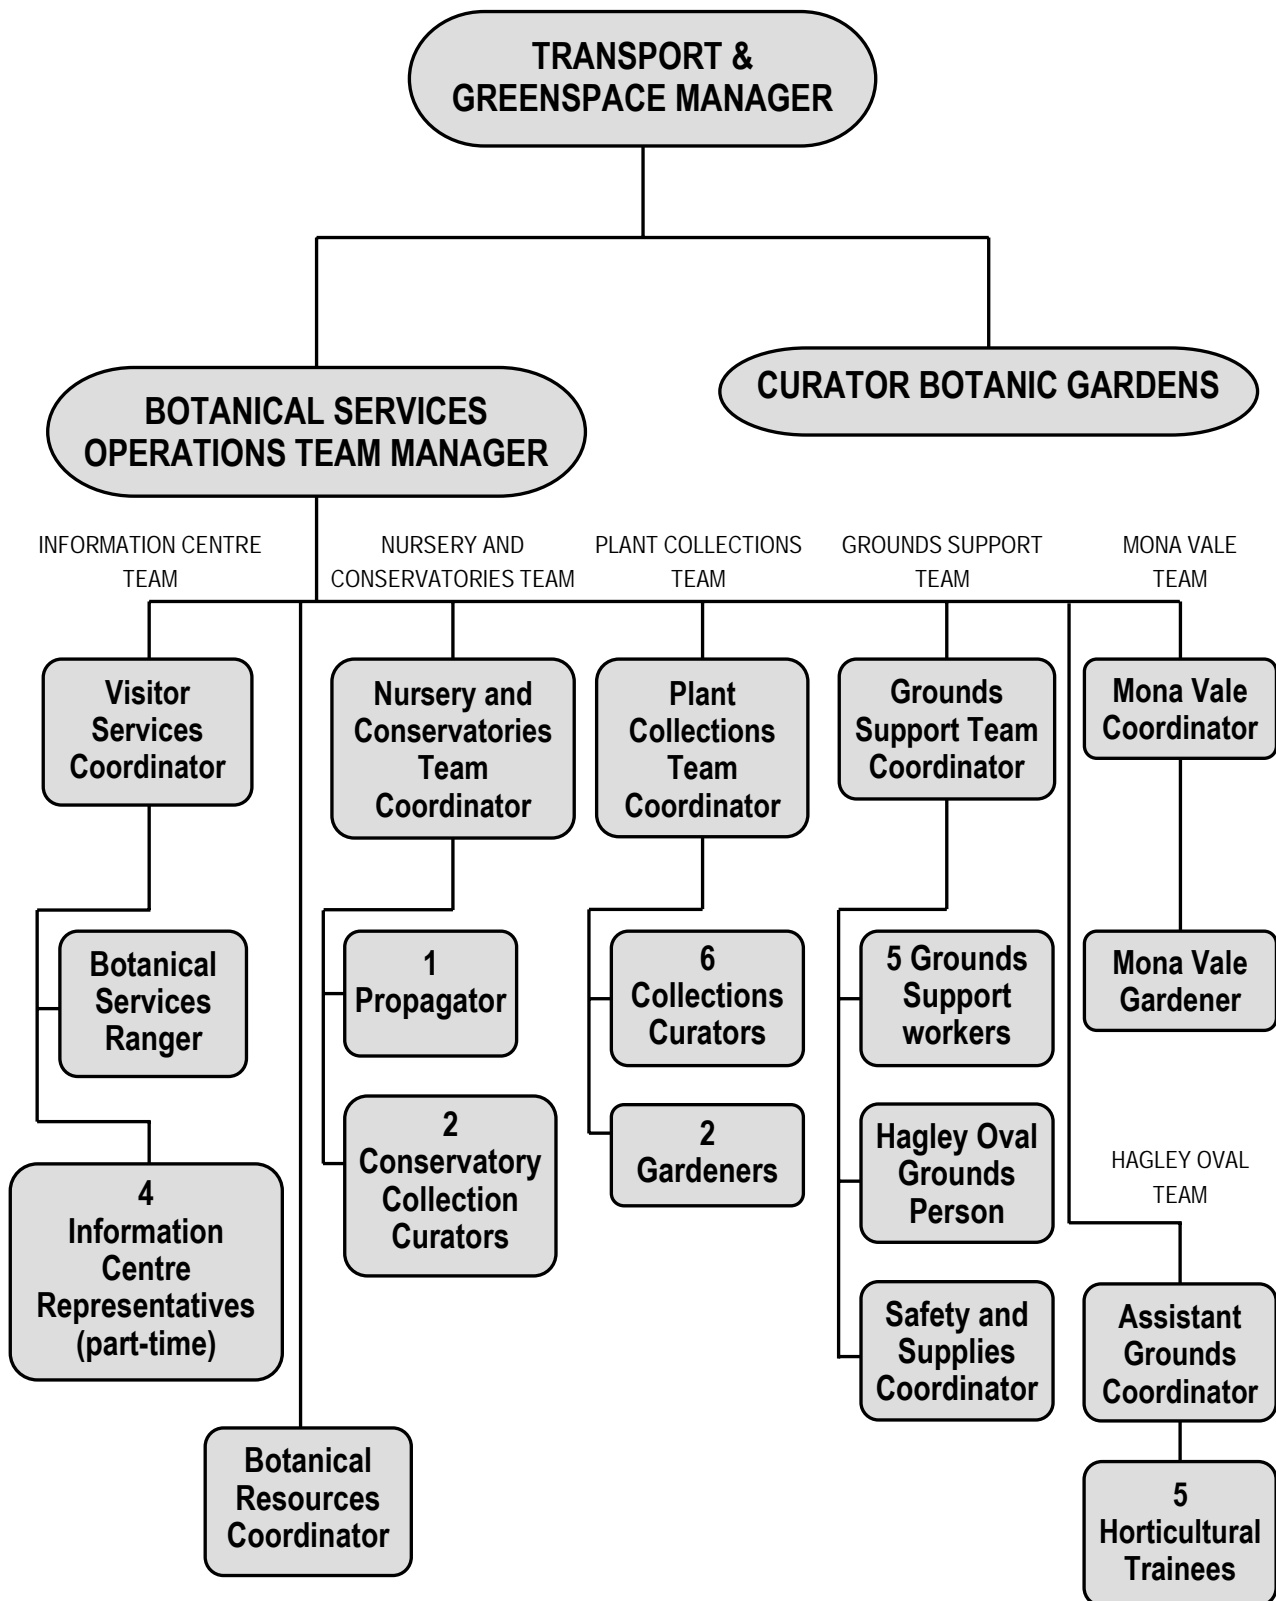 TRANSPORT &
GREENSPACE MANAGER
CURATOR BOTANIC GARDENS
BOTANICAL SERVICES
OPERATIONS TEAM MANAGER
INFORMATION CENTRE
TEAM
NURSERY AND
CONSERVATORIES TEAM
PLANT COLLECTIONS
TEAM
GROUNDS SUPPORT
TEAM
MONA VALE
TEAM
Visitor
Services
Coordinator
Nursery and
Conservatories
Team
Coordinator
Plant
Collections
Team
Coordinator
Grounds
Support Team
Coordinator
Mona Vale
Coordinator
Botanical
Services
Ranger
1
Propagator
6
Collections
Curators
5 Grounds
Support
workers
Mona Vale
Gardener
4
Information
Centre
Representatives
(part-time)
2
Conservatory
Collection
Curators
2
Gardeners
Hagley Oval
Grounds
Person
HAGLEY OVAL
TEAM
Safety and
Supplies
Coordinator
Assistant
Grounds
Coordinator
Botanical
Resources
Coordinator
5
Horticultural
Trainees